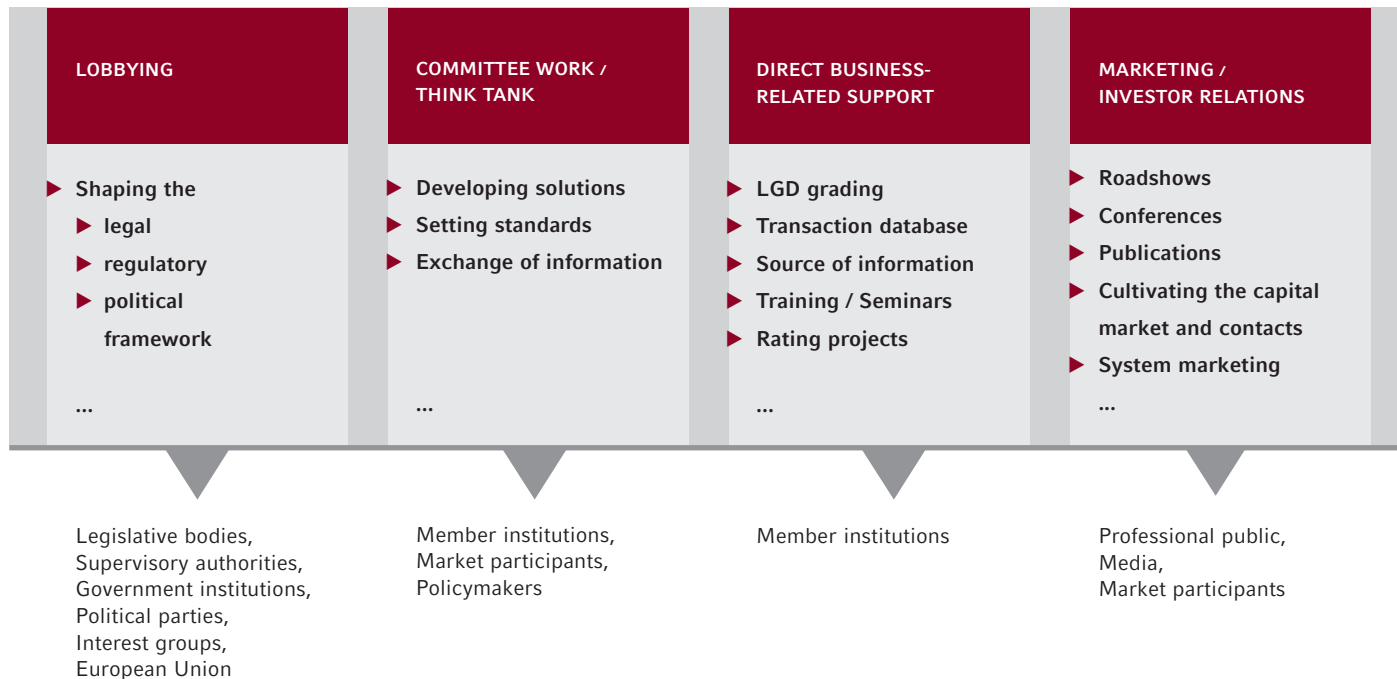 LOBBYING
Shaping the
legal
regulatory
political
framework
...
Legislative bodies,
Supervisory authorities,
Government institutions,
Political parties,
Interest groups,
European Union
COMMITTEE WORK /
THINK TANK
Developing solutions
Setting standards
Exchange of information
...
Member institutions,
Market participants,
Policymakers
DIRECT BUSINESS-
RELATED SUPPORT
LGD grading
Transaction database
Source of information
Training / Seminars
Rating projects
...
Member institutions
MARKETING /
INVESTOR RELATIONS
Roadshows
Conferences
Publications
Cultivating the capital
market and contacts
System marketing
...
Professional public,
Media,
Market participants